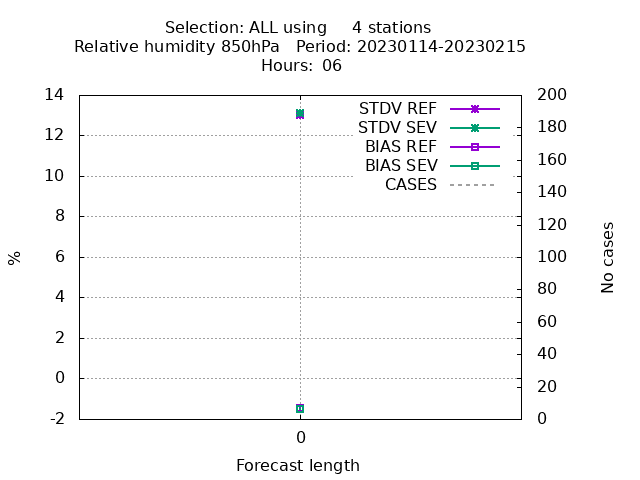 Selection: ALL using     4 stations
Relative humidity 850hPa   Period: 20230114-20230215
Hours: 06
14
12
10
8
6
4
2
0
-2
%
STDV REF
STDV SEV
BIAS REF
BIAS SEV
CASES
200
180
160
140
120
100
80
60
40
20
0
No cases
0
Forecast length